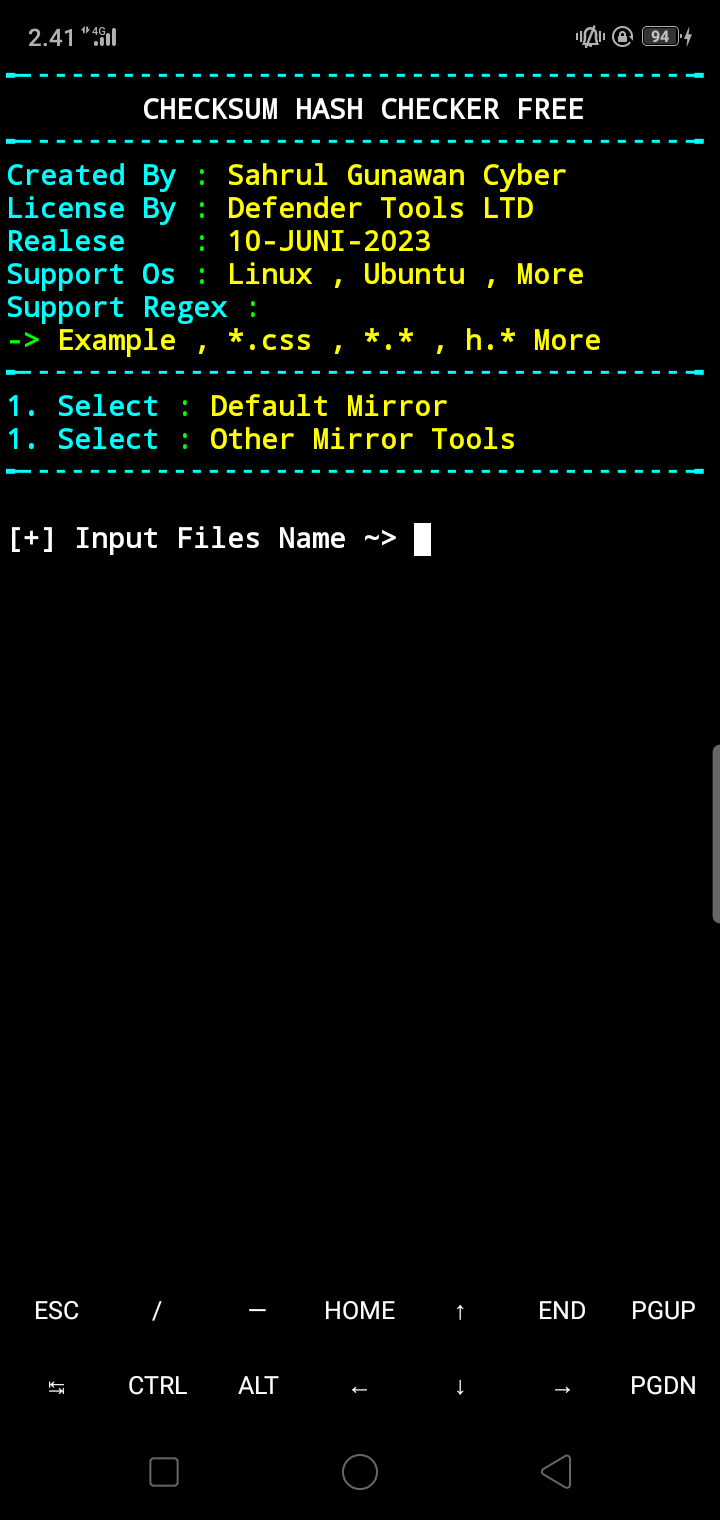 2.41 4G 94
CHECKSUM HASH CHECKER FREE
Created By : Sahrul Gunawan Cyber
License By : Defender Tools LTD
Realese : 10-JUNI-2023
Support Os : Linux , Ubuntu , More
Support Regex :
-> Example , *.css , *.* , h.* More
1. Select : Default Mirror
1. Select : Other Mirror Tools
[+] Input Files Name ~>
ESC / — HOME ↑ END PGUP
↹ CTRL ALT ← ↓ → PGDN